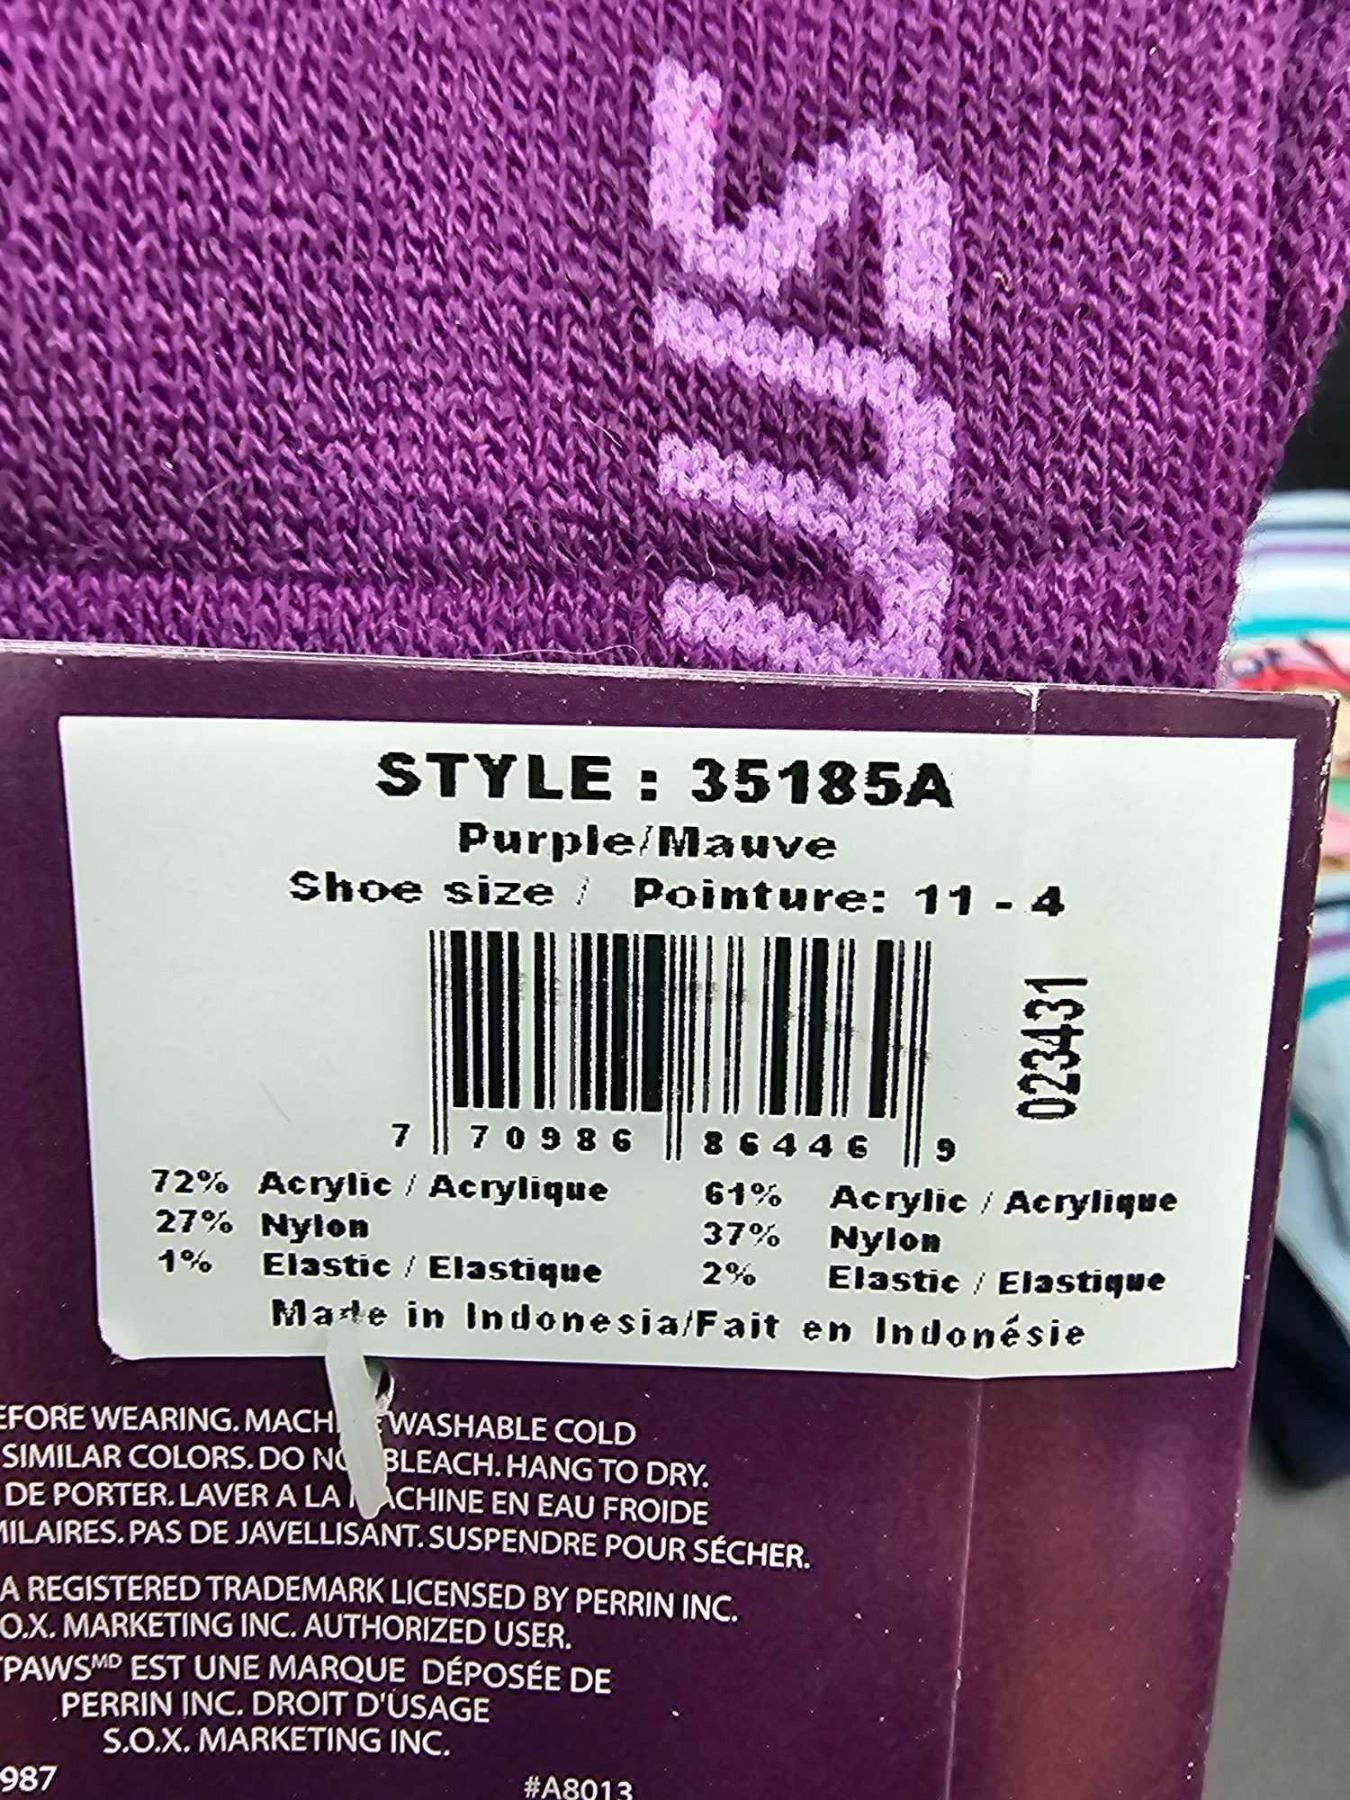 STYLE : 35185A
Purple/Mauve
Shoe size / Pointure: 11 - 4
023431
7 70986 86446 9
72% Acrylic / Acrylique
27% Nylon
1% Elastic / Elastique
61% Acrylic / Acrylique
37% Nylon
2% Elastic / Elastique
Made in Indonesia/Fait en Indonésie
WEARING. WASHABLE COLD
SIMILAR COLORS. DO BLEACH. HANG TO DRY.
DE PORTER. LAVER A LA EN EAU FROIDE
PAS DE JAVELLISANT. SUSPENDRE POUR SÉCHER.
A REGISTERED TRADEMARK LICENSED BY PERRIN INC.
MARKETING INC. AUTHORIZED USER.
PAWSMD EST UNE MARQUE DÉPOSÉE DE
PERRIN INC. DROIT D'USAGE
S.O.X. MARKETING INC.
987
#A8013